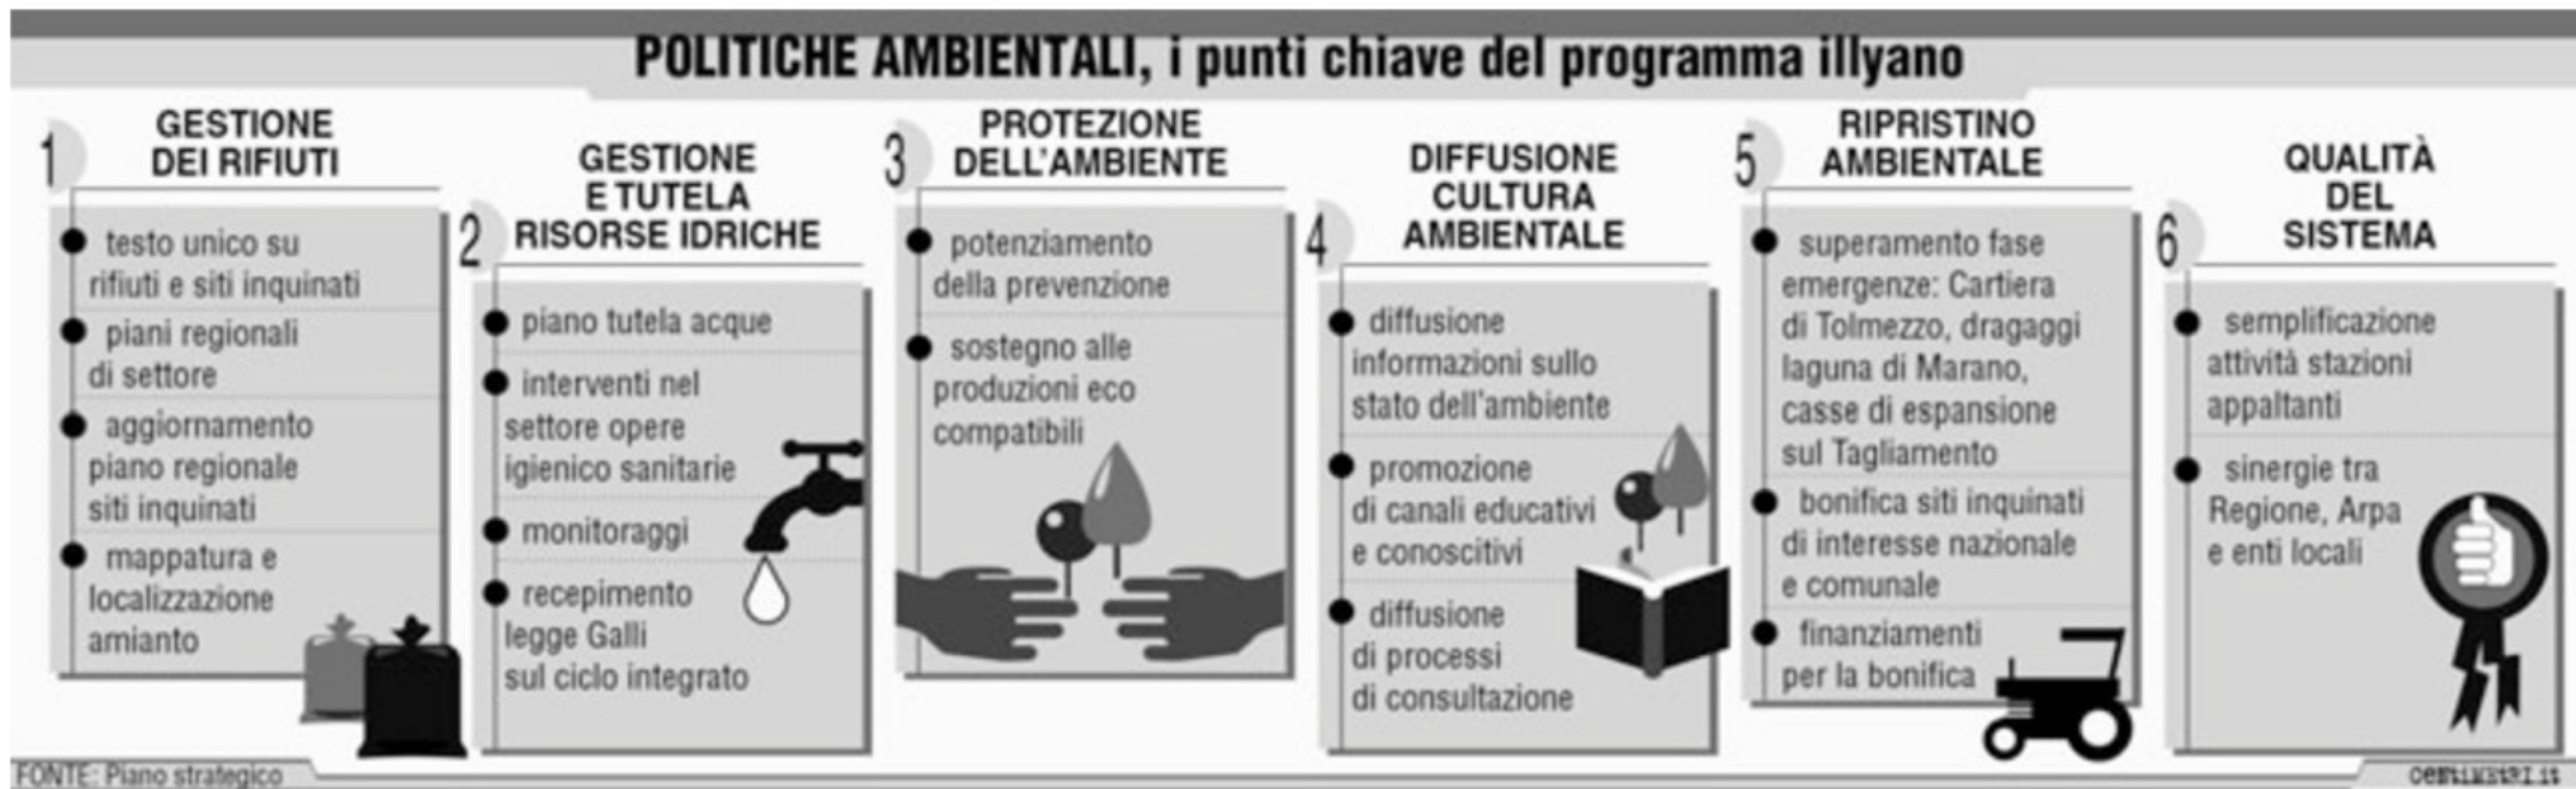 POLITICHE AMBIENTALI, i punti chiave del programma illyano
1
GESTIONE
DEI RIFIUTI
testo unico su
rifiuti e siti inquinati
piani regionali
di settore
aggiornamento
piano regionale
siti inquinati
mappatura e
localizzazione
amianto
2
GESTIONE
E TUTELA
RISORSE IDRICHE
piano tutela acque
interventi nel
settore opere
igienico sanitarie
monitoraggi
recepimento
legge Galli
sul ciclo integrato
3
PROTEZIONE
DELL'AMBIENTE
potenziamento
della prevenzione
sostegno alle
produzioni eco
compatibili
4
DIFFUSIONE
CULTURA
AMBIENTALE
diffusione
informazioni sullo
stato dell'ambiente
promozione
di canali educativi
e conoscitivi
diffusione
di processi
di consultazione
5
RIPRISTINO
AMBIENTALE
superamento fase
emergenze: Cartiera
di Tolmezzo, dragaggi
laguna di Marano,
casse di espansione
sul Tagliamento
bonifica siti inquinati
di interesse nazionale
e comunale
finanziamenti
per la bonifica
6
QUALITÀ
DEL
SISTEMA
semplificazione
attività stazioni
appaltanti
sinergie tra
Regione, Arpa
e enti locali
FONTE: Piano strategico
CENTIMETRI.it